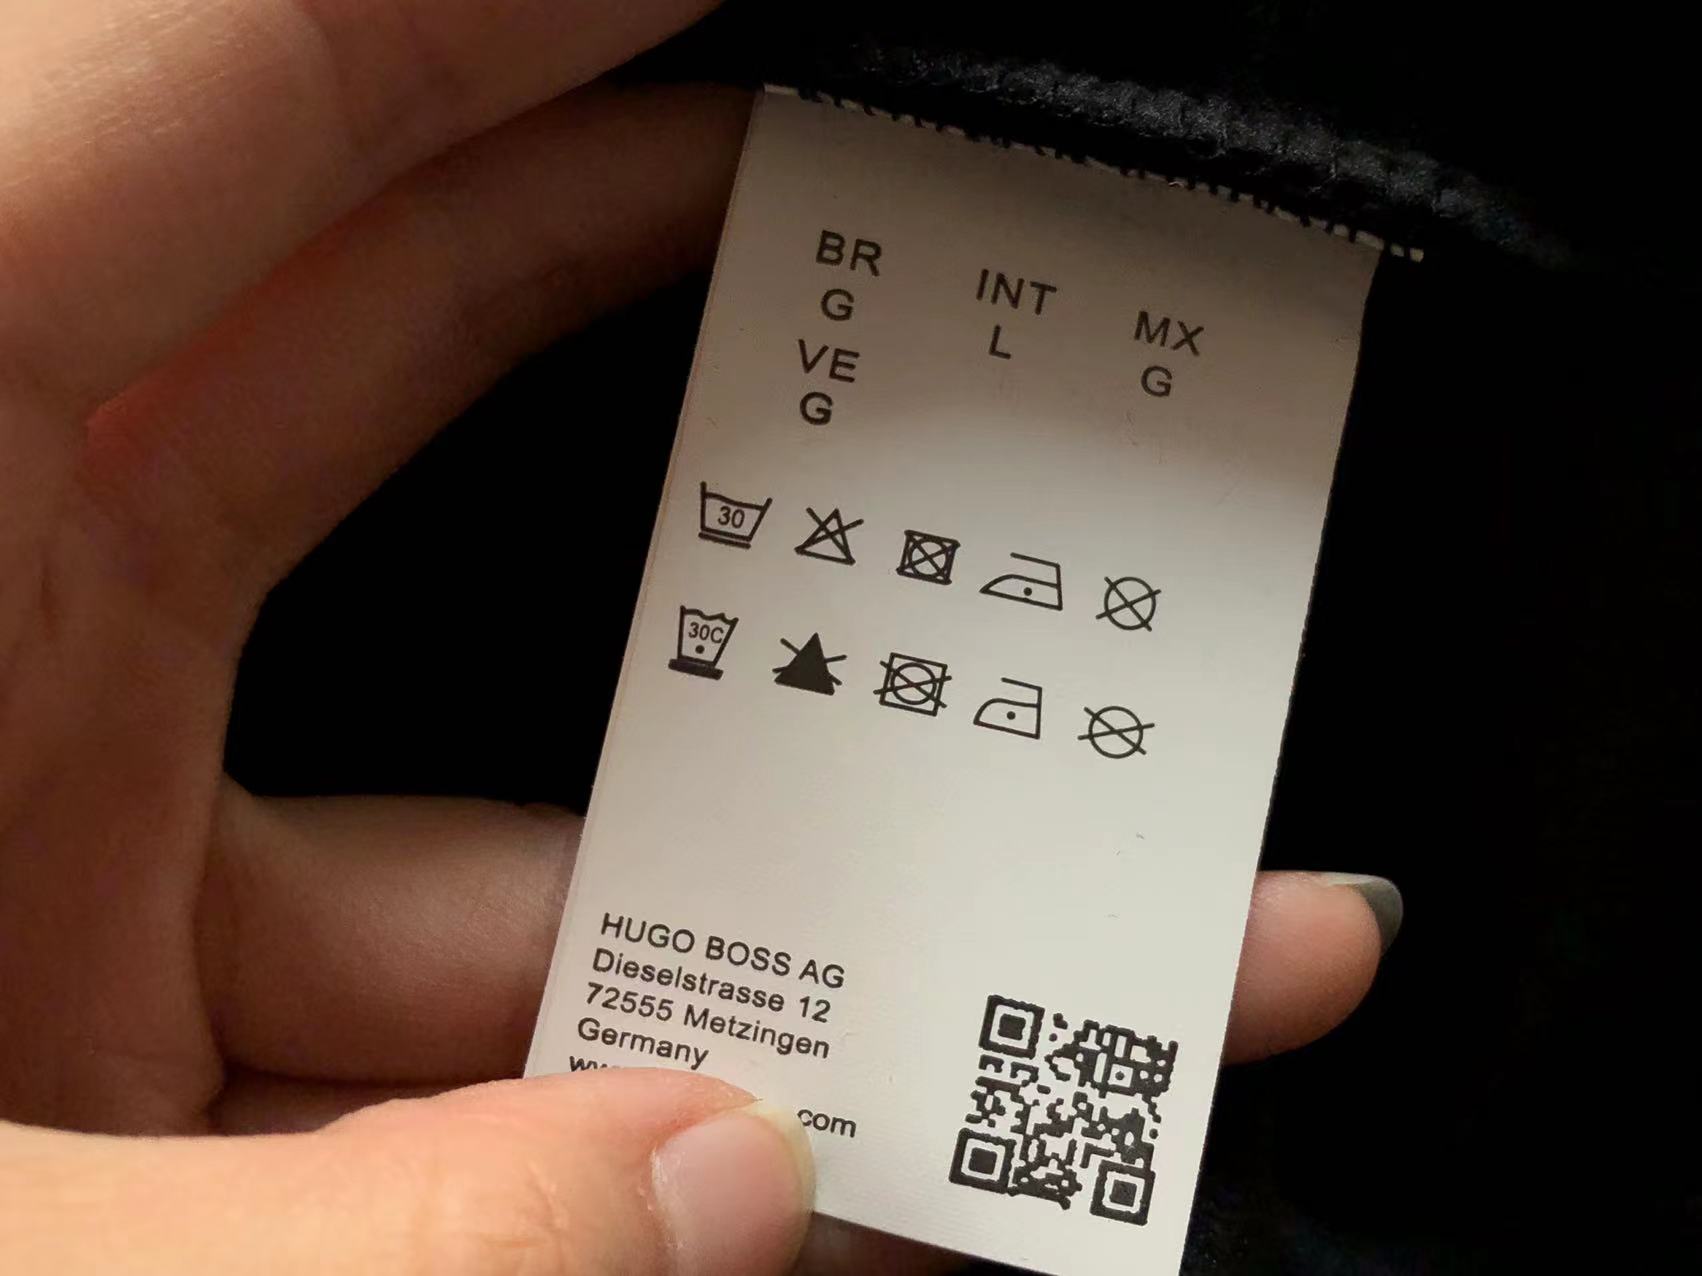 BR INT MX
G L G
VE
G
30
30C
HUGO BOSS AG
Dieselstrasse 12
72555 Metzingen
Germany
com